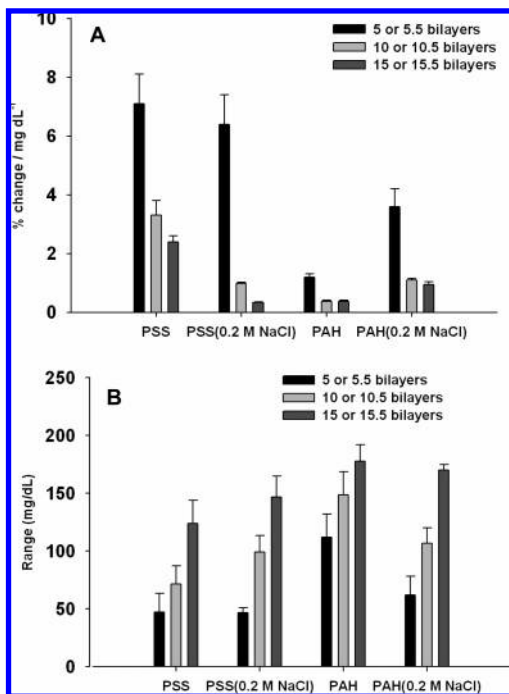 A
5 or 5.5 bilayers
10 or 10.5 bilayers
15 or 15.5 bilayers
10
8
6
4
2
0
% change / mg dL⁻¹
PSS PSS(0.2 M NaCl) PAH PAH(0.2 M NaCl)
B
5 or 5.5 bilayers
10 or 10.5 bilayers
15 or 15.5 bilayers
250
200
150
100
50
0
Range (mg/dL)
PSS PSS(0.2 M NaCl) PAH PAH(0.2 M NaCl)